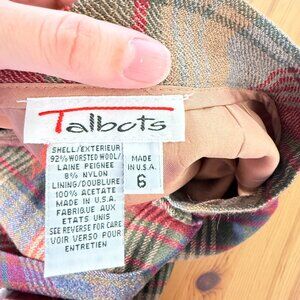 Talbots
SHELL/EXTERIEUR
92% WORSTED WOOL/
LAINE PEIGNEE
8% NYLON
LINING/DOUBLURE
100% ACETATE
MADE IN U.S.A.
FABRIQUE AUX
ETATS UNIS
SEE REVERSE FOR CARE
VOIR VERSO POUR
ENTRETIEN
MADE
IN U.S.A.
6